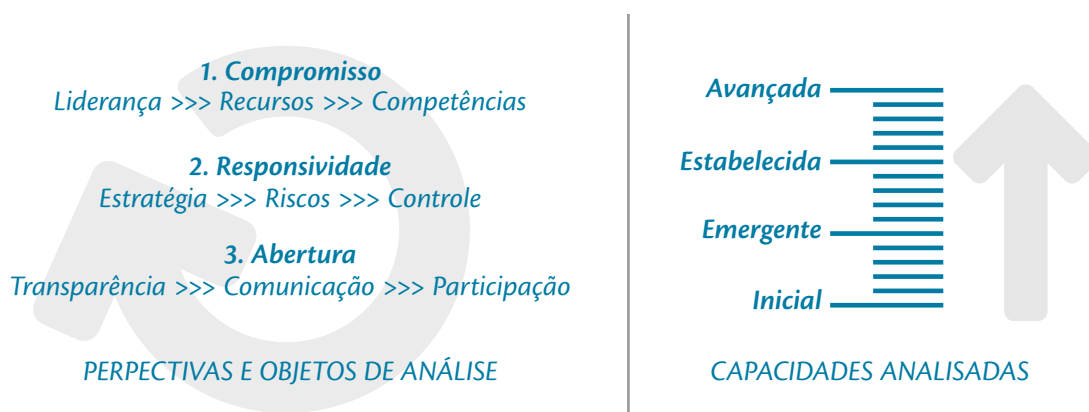 1. Compromisso
Liderança >>> Recursos >>> Competências
2. Responsividade
Estratégia >>> Riscos >>> Controle
3. Abertura
Transparência >>> Comunicação >>> Participação
PERPECTIVAS E OBJETOS DE ANÁLISE
Avançada
Estabelecida
Emergente
Inicial
CAPACIDADES ANALISADAS